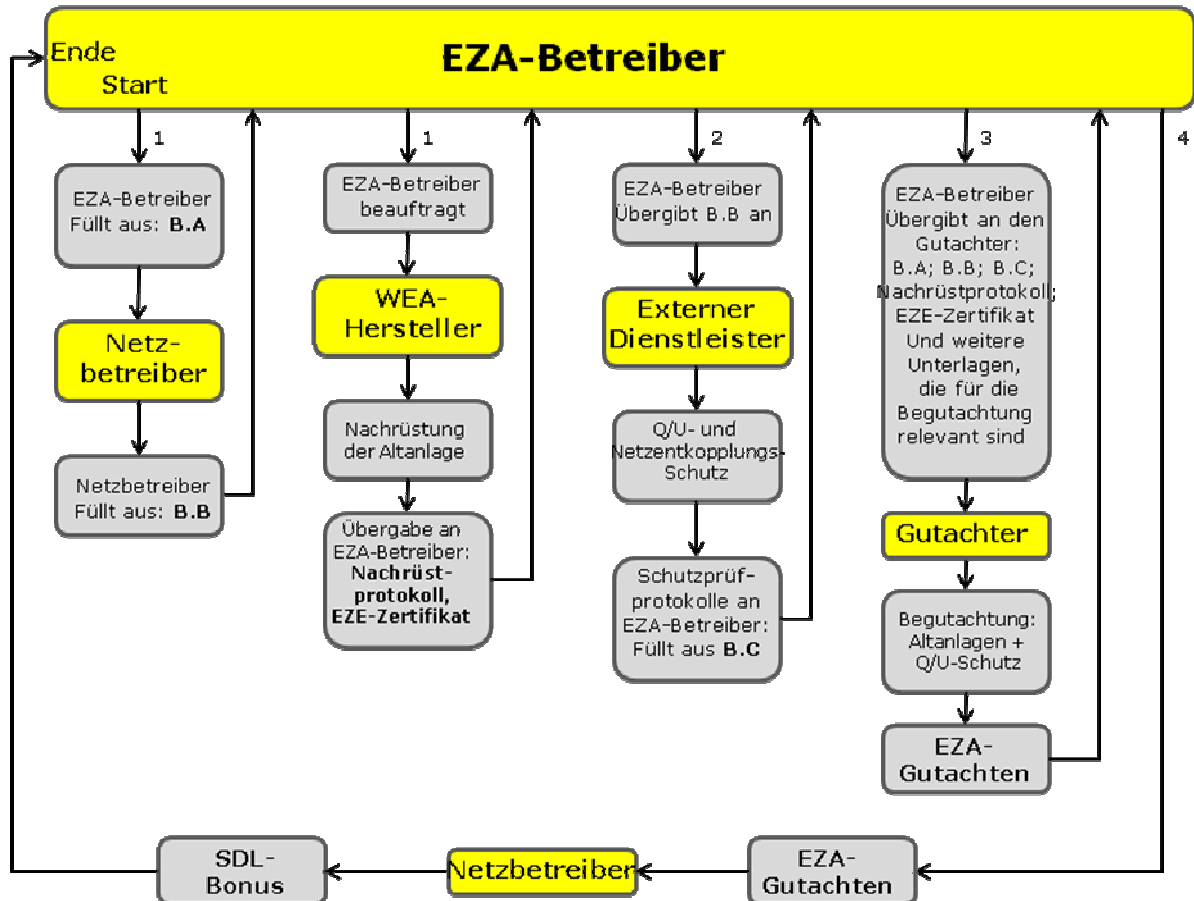 Ende
Start
EZA-Betreiber
1
EZA-Betreiber
Füllt aus: B.A
Netz-
betreiber
Netzbetreiber
Füllt aus: B.B
1
EZA-Betreiber
beauftragt
WEA-
Hersteller
Nachrüstung
der Altanlage
Übergabe an
EZA-Betreiber:
Nachrüst-
protokoll,
EZE-Zertifikat
2
EZA-Betreiber
Übergibt B.B an
Externer
Dienstleister
Q/U- und
Netzentkopplungs-
Schutz
Schutzprüf-
protokolle an
EZA-Betreiber:
Füllt aus B.C
3
EZA-Betreiber
Übergibt an den
Gutachter:
B.A; B.B; B.C;
Nachrüstprotokoll;
EZE-Zertifikat
Und weitere
Unterlagen,
die für die
Begutachtung
relevant sind
Gutachter
Begutachtung:
Altanlagen +
Q/U-Schutz
EZA-
Gutachten
4
EZA-
Gutachten
Netzbetreiber
SDL-
Bonus